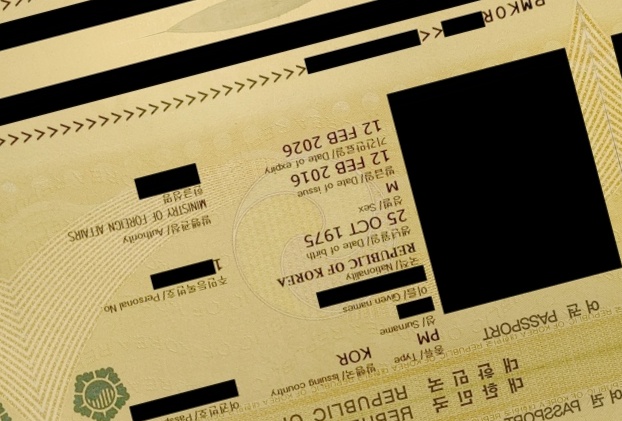 대한민국
REPUBLIC
대한민국
REPUBLIC O
여권 PASSPORT
종류/ Type
PM
발행국/ Issuing country
KOR
성/ Surname
이름/ Given names
국적/ Nationality
REPUBLIC OF KOREA
생년월일/ Date of birth
25 OCT 1975
주민등록번호/ Personal No
1
성별/ Sex
M
발급일/ Date of issue
12 FEB 2016
발행관청/ Authority
MINISTRY OF FOREIGN AFFAIRS
기간만료일/ Date of expiry
12 FEB 2026
한글성명
PMKOR
<<
여권 PASSPORT